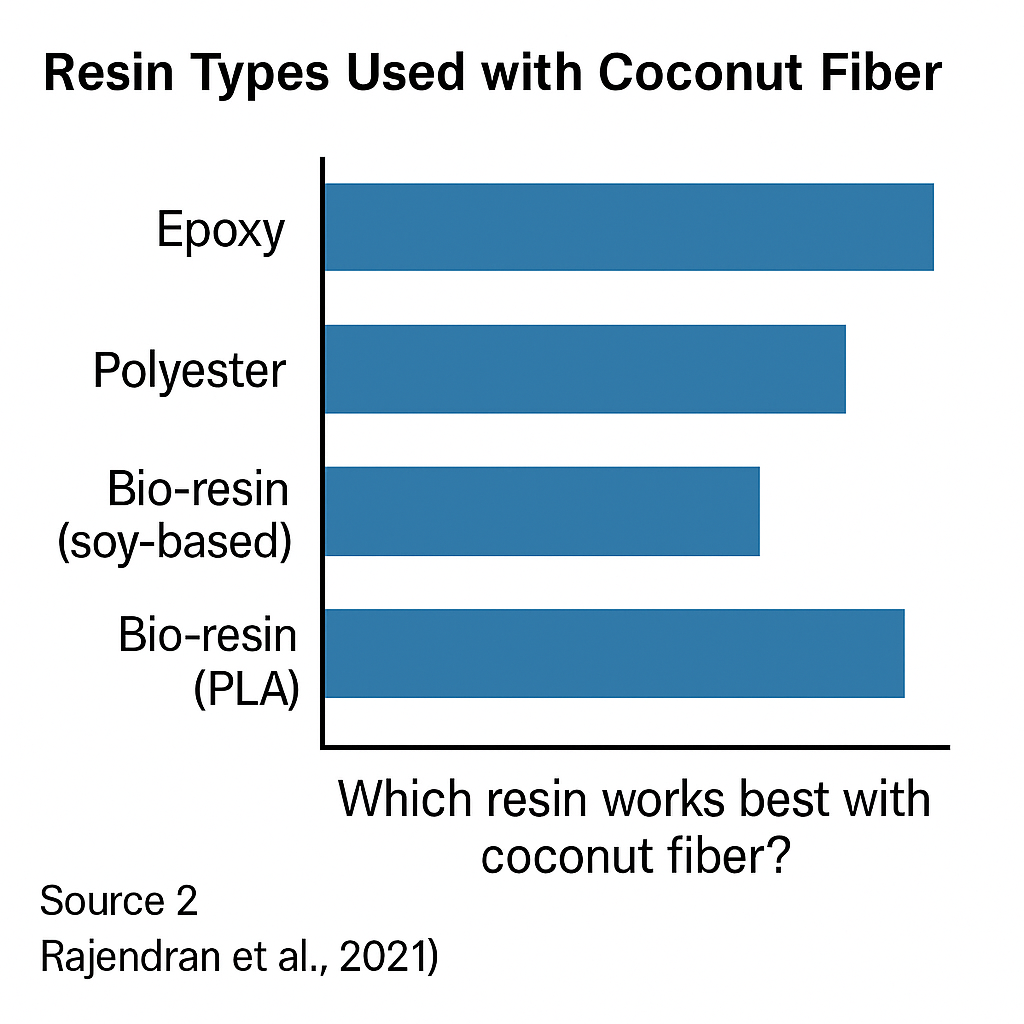 Resin Types Used with Coconut Fiber
Epoxy
Polyester
Bio-resin
(soy-based)
Bio-resin
(PLA)
Which resin works best with
coconut fiber?
Source 2
Rajendran et al., 2021)